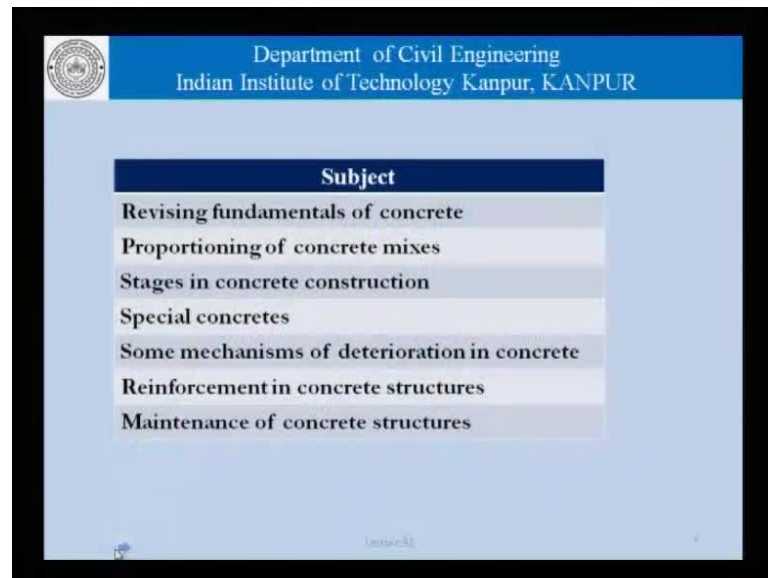 Department of Civil Engineering
Indian Institute of Technology Kanpur, KANPUR
Subject
Revising fundamentals of concrete
Proportioning of concrete mixes
Stages in concrete construction
Special concretes
Some mechanisms of deterioration in concrete
Reinforcement in concrete structures
Maintenance of concrete structures
Lecture